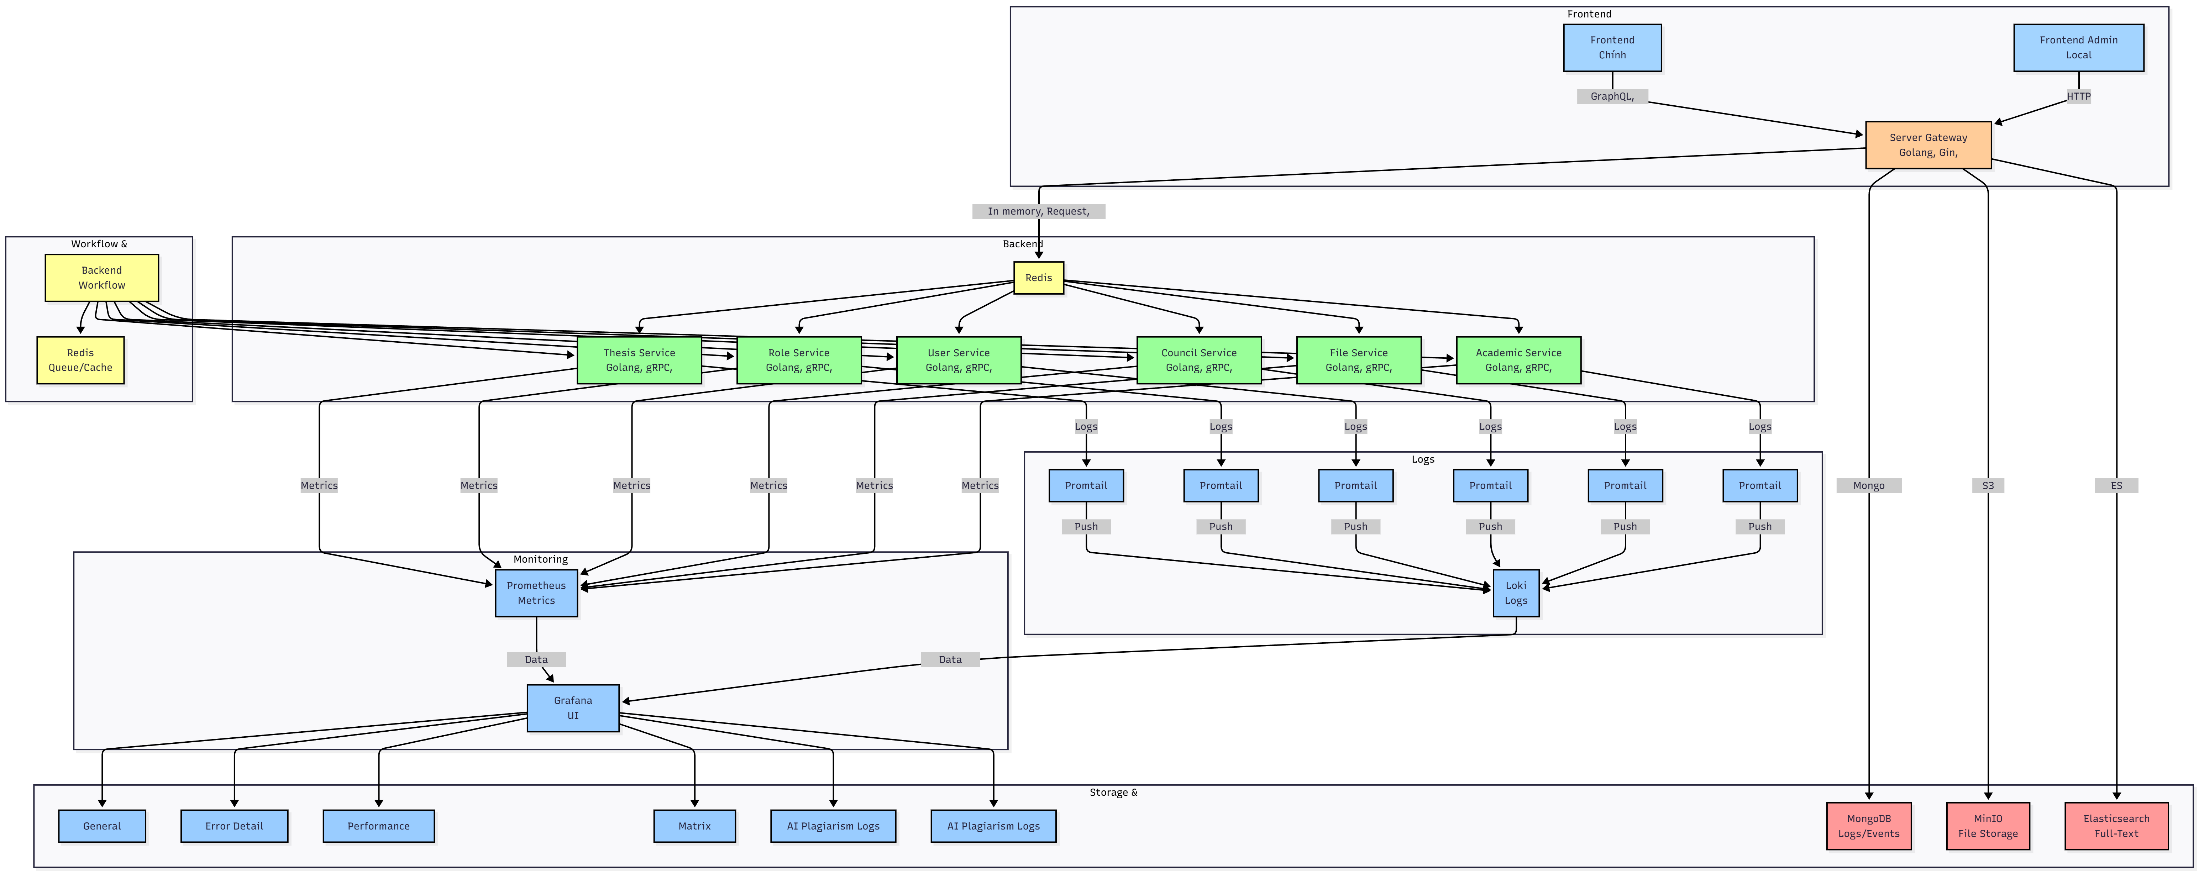 Frontend
Frontend
Chính
Frontend Admin
Local
GraphQL,
HTTP
Server Gateway
Golang, Gin,
In memory, Request,
Workflow &
Backend
Workflow
Redis
Queue/Cache
Backend
Redis
Thesis Service
Golang, gRPC,
Role Service
Golang, gRPC,
User Service
Golang, gRPC,
Council Service
Golang, gRPC,
File Service
Golang, gRPC,
Academic Service
Golang, gRPC,
Logs
Logs
Logs
Logs
Logs
Logs
Metrics
Metrics
Metrics
Metrics
Metrics
Metrics
Logs
Promtail
Promtail
Promtail
Promtail
Promtail
Promtail
Push
Push
Push
Push
Push
Push
Loki
Logs
Mongo
S3
ES
Monitoring
Prometheus
Metrics
Data
Data
Grafana
UI
Storage &
General
Error Detail
Performance
Matrix
AI Plagiarism Logs
AI Plagiarism Logs
MongoDB
Logs/Events
MinIO
File Storage
Elasticsearch
Full-Text